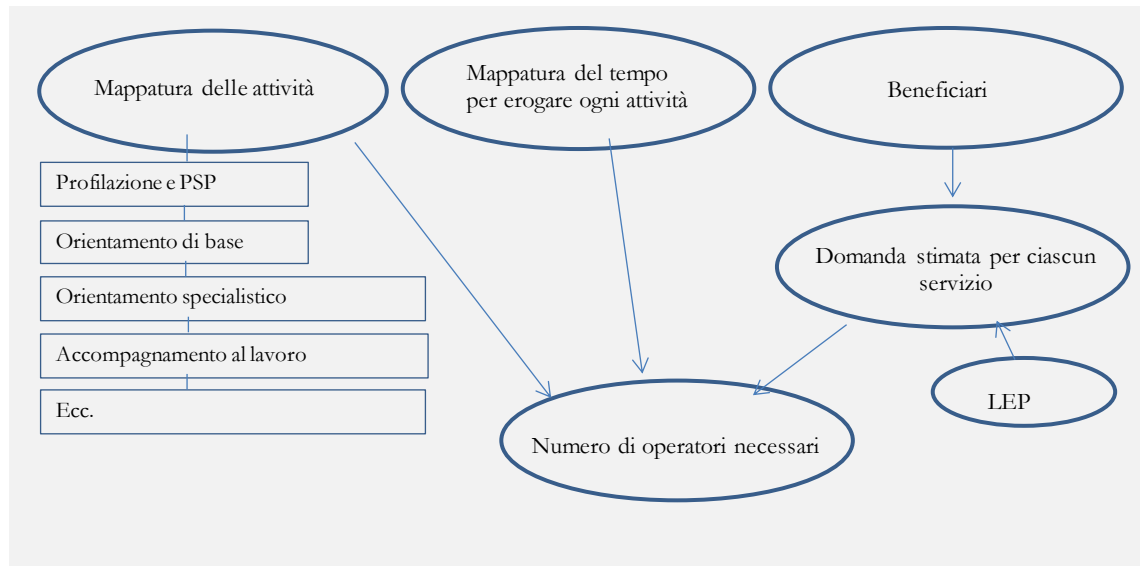 Mappatura delle attività
Mappatura del tempo
per erogare ogni attività
Beneficiari
Profilazione e PSP
Orientamento di base
Orientamento specialistico
Accompagnamento al lavoro
Ecc.
Domanda stimata per ciascun
servizio
LEP
Numero di operatori necessari